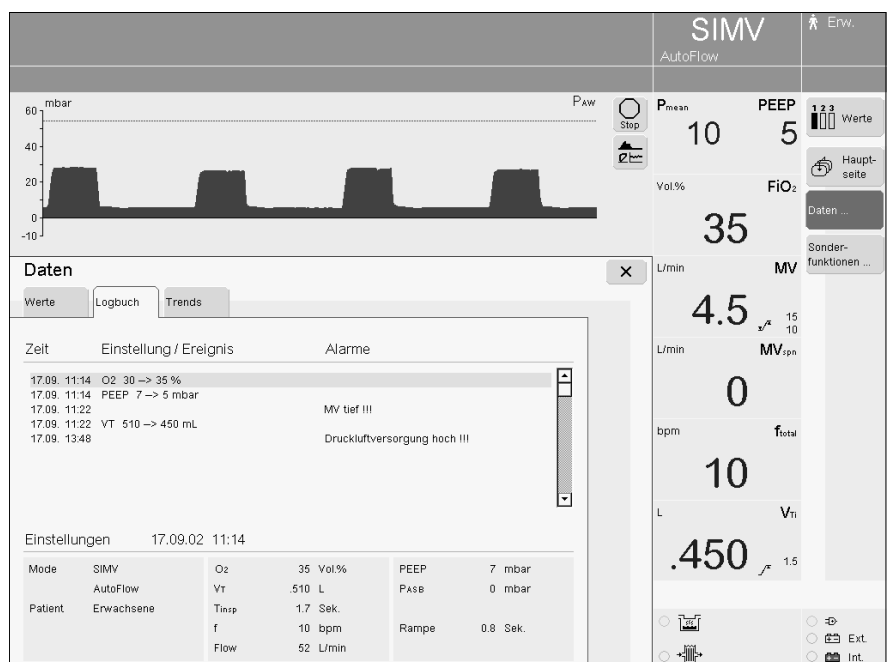 SIMV
AutoFlow
Erw.
mbar
PAW
60
40
20
0
-10
Stop
Pmean PEEP
10 5
Vol.% FiO2
35
L/min MV
4.5 15
10
L/min MVspn
0
bpm ftotal
10
L VTi
.450 1.5
1 2 3
Werte
Haupt-
seite
Daten ...
Sonder-
funktionen ...
Daten
Werte Logbuch Trends
Zeit Einstellung / Ereignis Alarme
17.09. 11:14 O2 30 --> 35 %
17.09. 11:14 PEEP 7 --> 5 mbar
17.09. 11:22 MV tief !!!
17.09. 11:22 VT 510 --> 450 mL
17.09. 13:48 Druckluftversorgung hoch !!!
Einstellungen 17.09.02 11:14
Mode SIMV O2 35 Vol.% PEEP 7 mbar
AutoFlow VT .510 L PASB 0 mbar
Patient Erwachsene Tinsp 1.7 Sek.
f 10 bpm Rampe 0.8 Sek.
Flow 52 L/min
Ext.
Int.